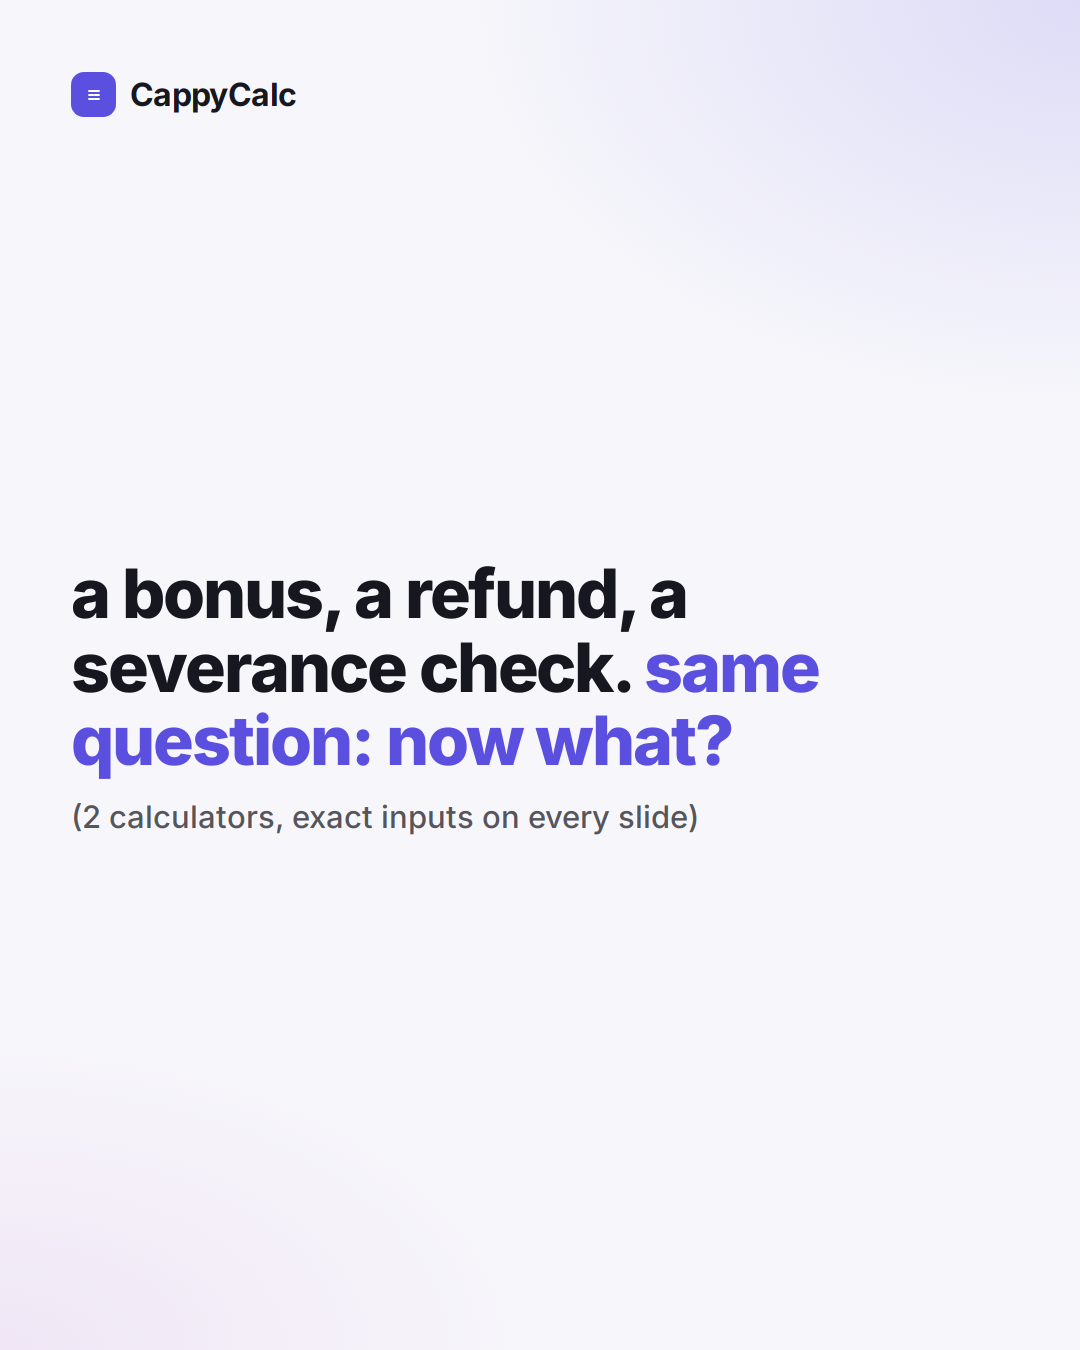 CappyCalc
a bonus, a refund, a
severance check. same
question: now what?
(2 calculators, exact inputs on every slide)